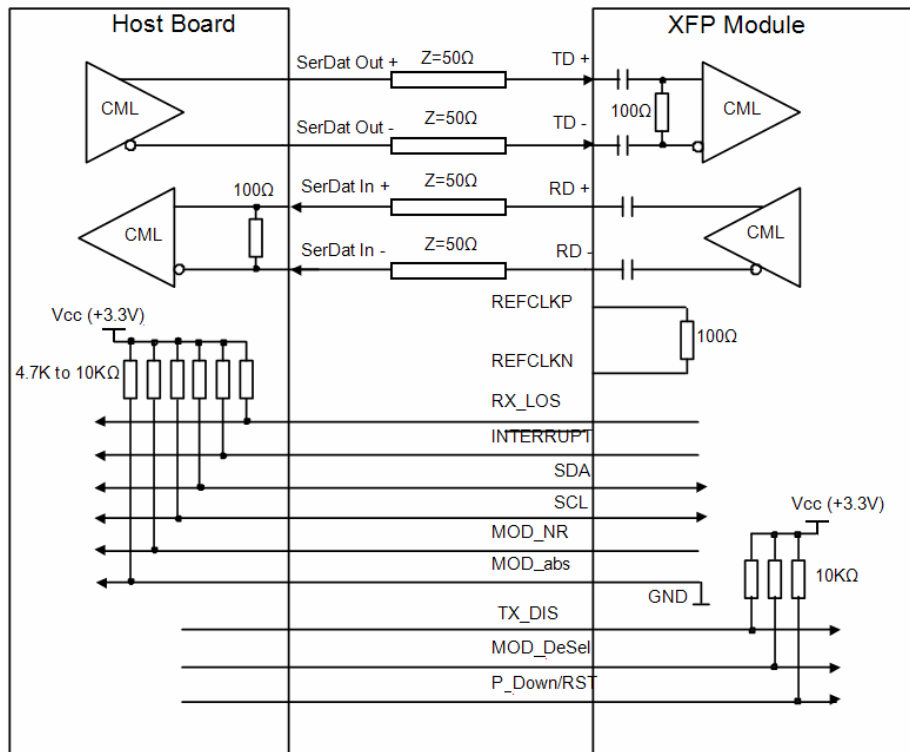 Host Board
XFP Module
SerDat Out +
Z=50Ω
TD +
CML
100Ω
CML
SerDat Out -
Z=50Ω
TD -
SerDat In +
Z=50Ω
RD +
100Ω
CML
CML
SerDat In -
Z=50Ω
RD -
REFCLKP
Vcc (+3.3V)
100Ω
4.7K to 10KΩ
REFCLKN
RX_LOS
INTERRUPT
SDA
SCL
Vcc (+3.3V)
MOD_NR
MOD_abs
10KΩ
GND
TX_DIS
MOD_DeSel
P_Down/RST